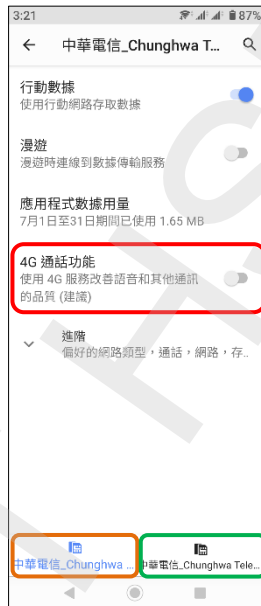 3:21
87%
中華電信_Chunghwa T...
行動數據
使用行動網路存取數據
漫遊
漫遊時連線到數據傳輸服務
應用程式數據用量
7月1日至31日期間已使用 1.65 MB
4G 通話功能
使用 4G 服務改善語音和其他通訊
的品質 (建議)
進階
偏好的網路類型，通話，網路，存..
中華電信_Chunghwa ...
中華電信_Chunghwa Tele...